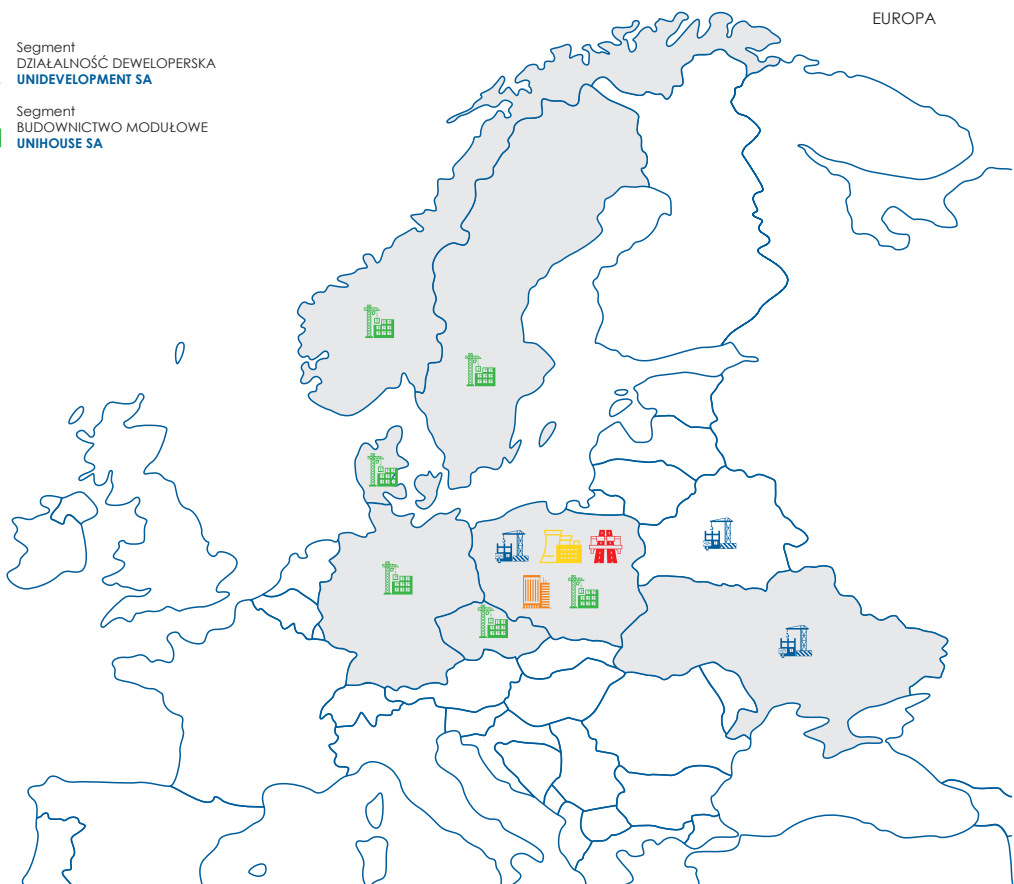 EUROPA
Segment
DZIAŁALNOŚĆ DEWELOPERSKA
UNIDEVELOPMENT SA
Segment
BUDOWNICTWO MODUŁOWE
UNIHOUSE SA